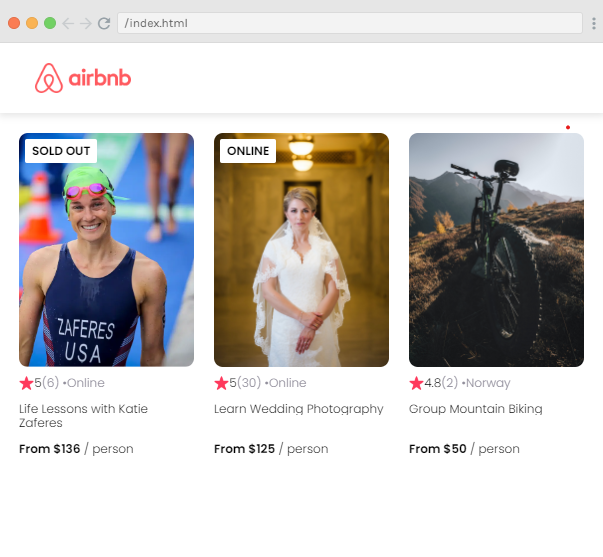 /index.html
airbnb
SOLD OUT
ONLINE
ZAFERES
USA
5(6) •Online
5(30) •Online
4.8(2) •Norway
Life Lessons with Katie
Zaferes
Learn Wedding Photography
Group Mountain Biking
From $136 / person
From $125 / person
From $50 / person